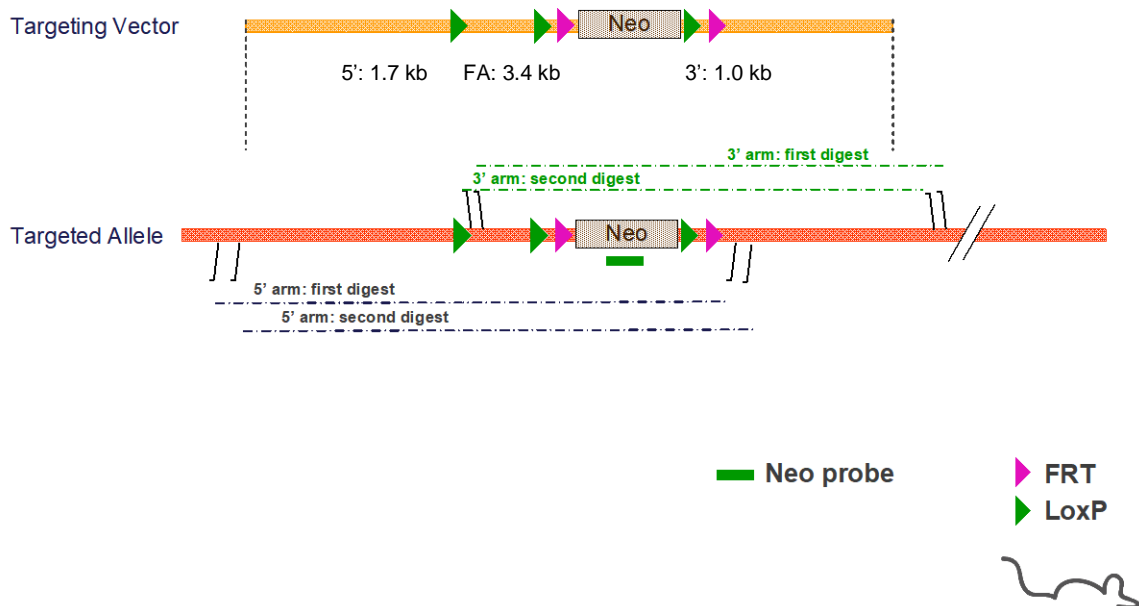 Targeting Vector
Neo
5’: 1.7 kb FA: 3.4 kb 3’: 1.0 kb
3’ arm: first digest
3’ arm: second digest
Targeted Allele
Neo
5’ arm: first digest
5’ arm: second digest
Neo probe
FRT
LoxP